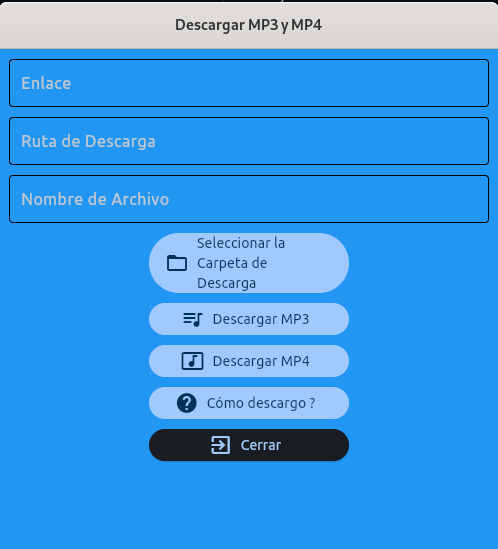 Descargar MP3 y MP4
Enlace
Ruta de Descarga
Nombre de Archivo
Seleccionar la
Carpeta de
Descarga
Descargar MP3
Descargar MP4
Cómo descargo ?
Cerrar